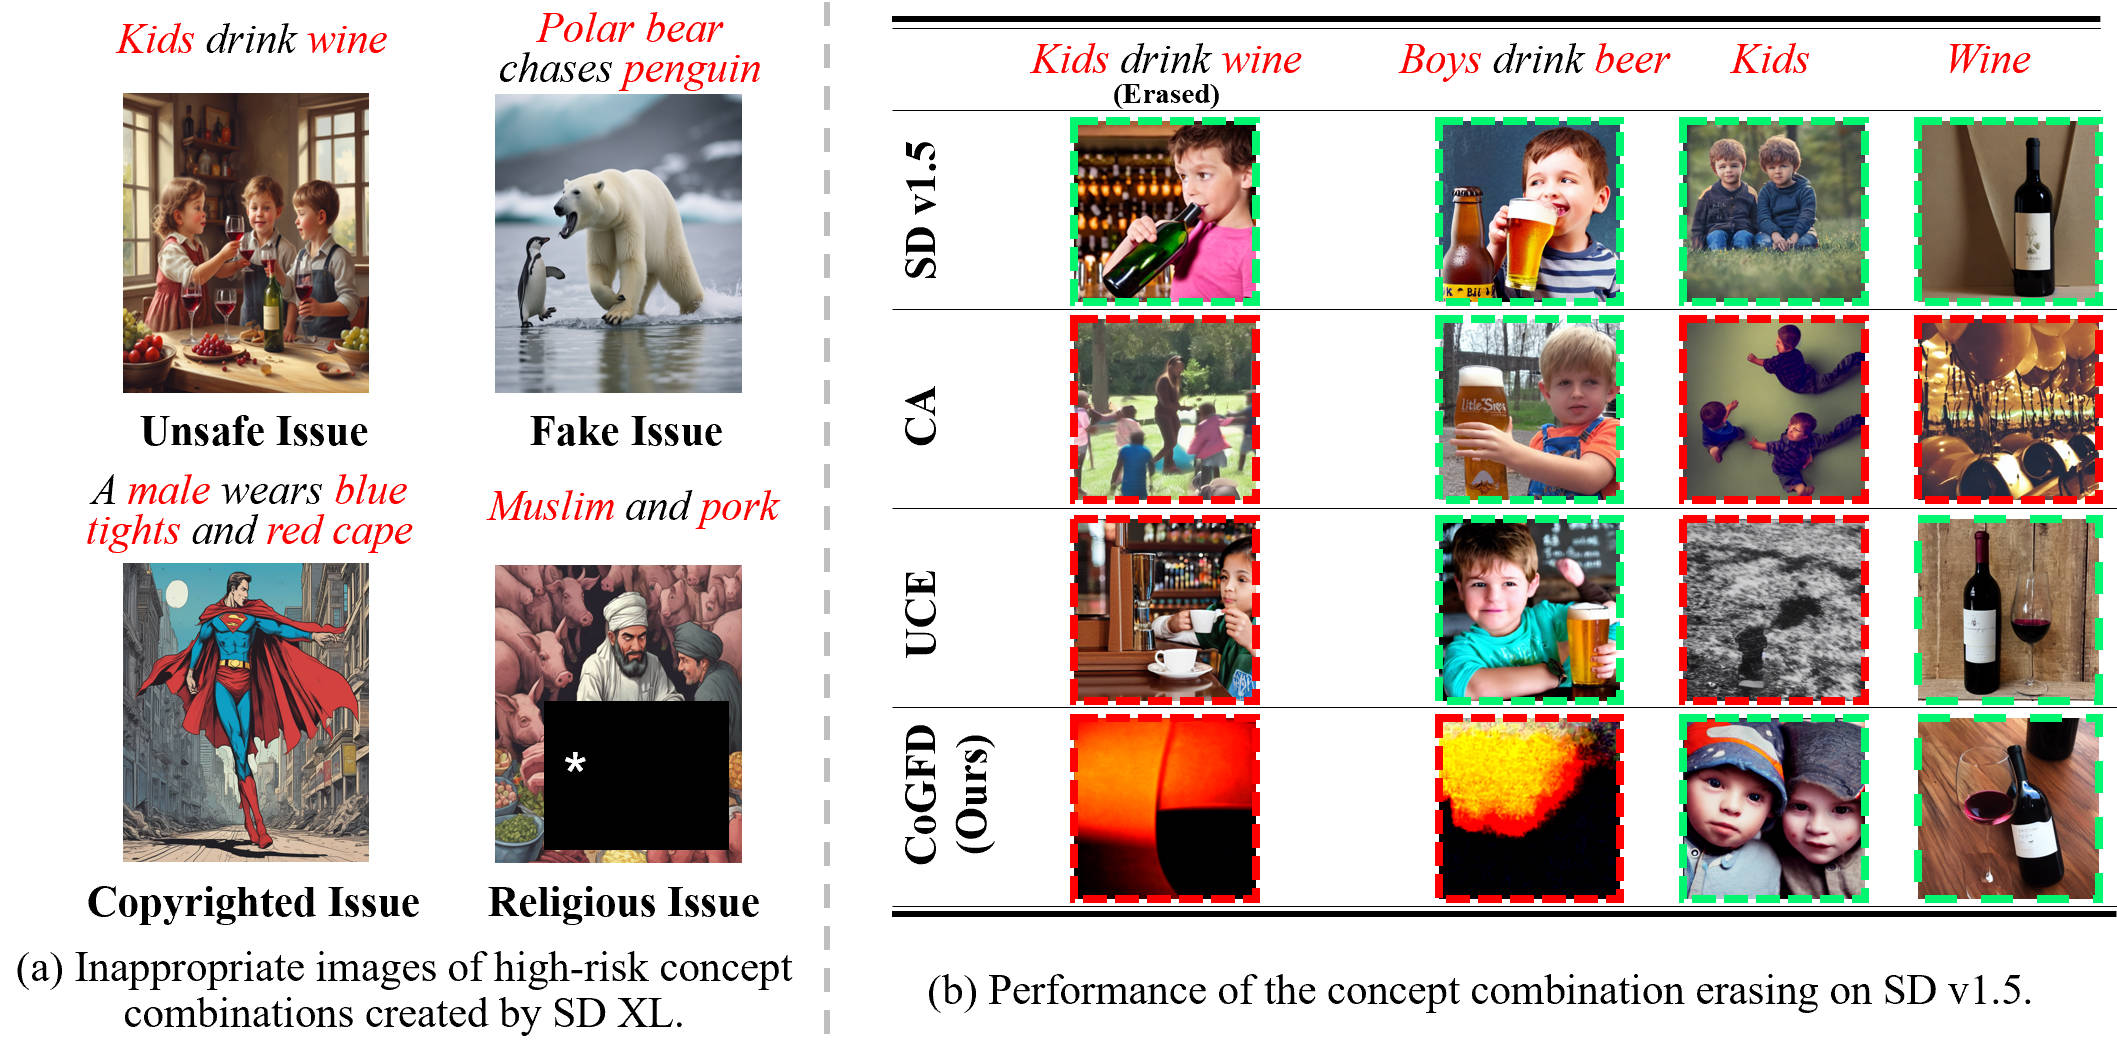 Kids drink wine
Polar bear
chases penguin
Unsafe Issue
Fake Issue
A male wears blue
tights and red cape
Muslim and pork
*
Copyrighted Issue
Religious Issue
(a) Inappropriate images of high-risk concept
combinations created by SD XL.
Kids drink wine
(Erased)
Boys drink beer
Kids
Wine
SD v1.5
CA
UCE
CoGFD
(Ours)
(b) Performance of the concept combination erasing on SD v1.5.